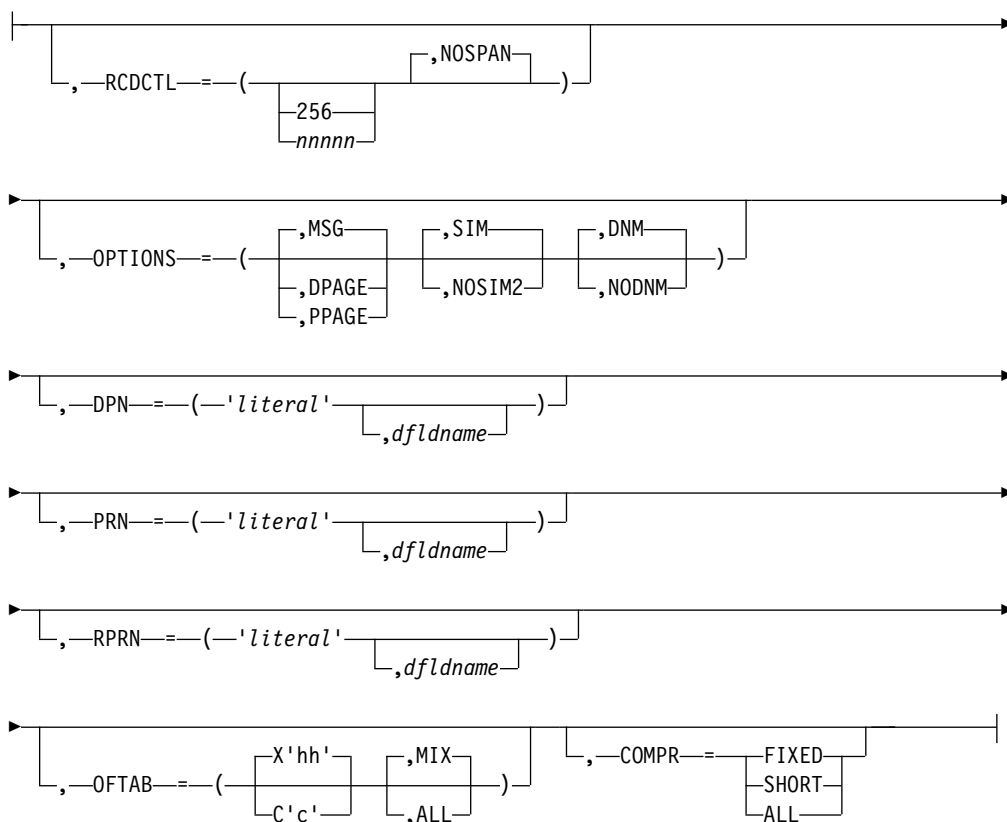 ,NOSPAN
, RCDCTL = ( )
256
nnnnn
,MSG ,SIM ,DNM
, OPTIONS = ( )
,DPAGE ,NOSIM2 ,NODNM
,PPAGE
, DPN = ( 'literal' )
,dfldname
, PRN = ( 'literal' )
,dfldname
, RPRN = ( 'literal' )
,dfldname
X'hh' ,MIX , COMPR = FIXED
, OFTAB = ( ) SHORT
C'c' ,ALL ALL